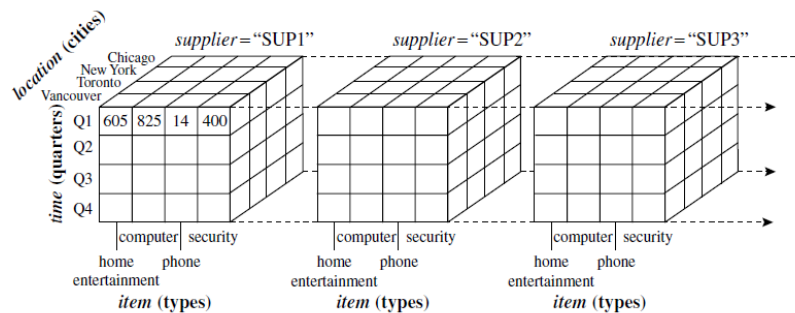 supplier="SUP1" supplier="SUP2" supplier="SUP3"
location (cities)
Chicago
New York
Toronto
Vancouver
time (quarters)
Q1 605 825 14 400
Q2
Q3
Q4
computer security computer security computer security
home phone home phone home phone
entertainment entertainment entertainment
item (types) item (types) item (types)